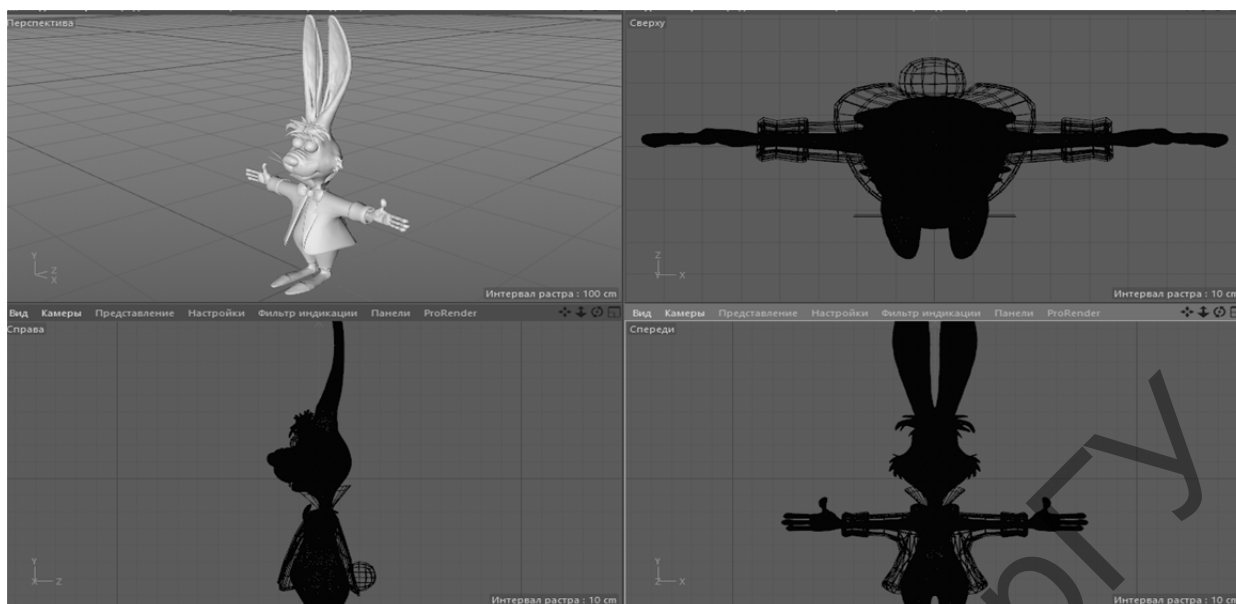 Перспектива
Сверху
Y
Z
X
Z
Y X
Интервал растра : 100 cm
Интервал растра : 10 cm
Вид Камеры Представление Настройки Фильтр индикации Панели ProRender
Вид Камеры Представление Настройки Фильтр индикации Панели ProRender
Справа
Спереди
Y
X Z
Y
Z X
Интервал растра : 10 cm
Интервал растра : 10 cm
рГУ